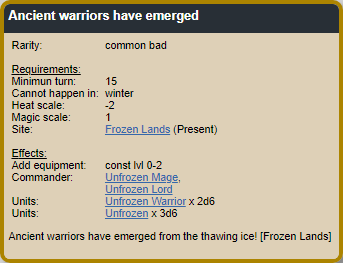 Ancient warriors have emerged
Rarity: common bad
Requirements:
Minimun turn: 15
Cannot happen in: winter
Heat scale: -2
Magic scale: 1
Site: Frozen Lands (Present)
Effects:
Add equipment: const lvl 0-2
Commander: Unfrozen Mage,
Unfrozen Lord
Units: Unfrozen Warrior x 2d6
Units: Unfrozen x 3d6
Ancient warriors have emerged from the thawing ice! [Frozen Lands]